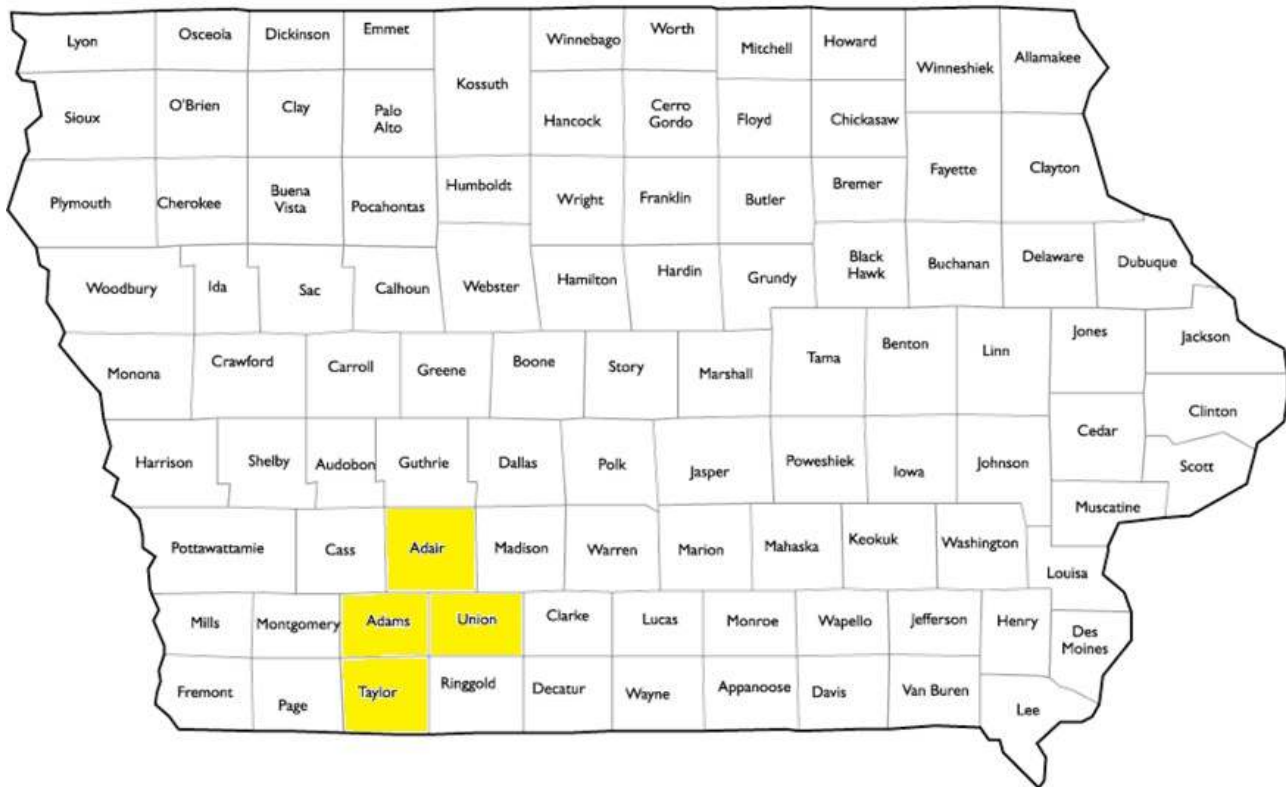 Lyon
Osceola
Dickinson
Emmet
Kossuth
Winnebago
Worth
Mitchell
Howard
Winneshiek
Allamakee
Sioux
O'Brien
Clay
Palo
Alto
Hancock
Cerro
Gordo
Floyd
Chickasaw
Fayette
Clayton
Plymouth
Cherokee
Buena
Vista
Pocahontas
Humboldt
Wright
Franklin
Butler
Bremer
Woodbury
Ida
Sac
Calhoun
Webster
Hamilton
Hardin
Grundy
Black
Hawk
Buchanan
Delaware
Dubuque
Monona
Crawford
Carroll
Greene
Boone
Story
Marshall
Tama
Benton
Linn
Jones
Jackson
Harrison
Shelby
Audobon
Guthrie
Dallas
Polk
Jasper
Poweshiek
Iowa
Johnson
Cedar
Clinton
Scott
Muscatine
Pottawattamie
Cass
Adair
Madison
Warren
Marion
Mahaska
Keokuk
Washington
Louisa
Mills
Montgomery
Adams
Union
Clarke
Lucas
Monroe
Wapello
Jefferson
Henry
Des
Moines
Fremont
Page
Taylor
Ringgold
Decatur
Wayne
Appanoose
Davis
Van Buren
Lee